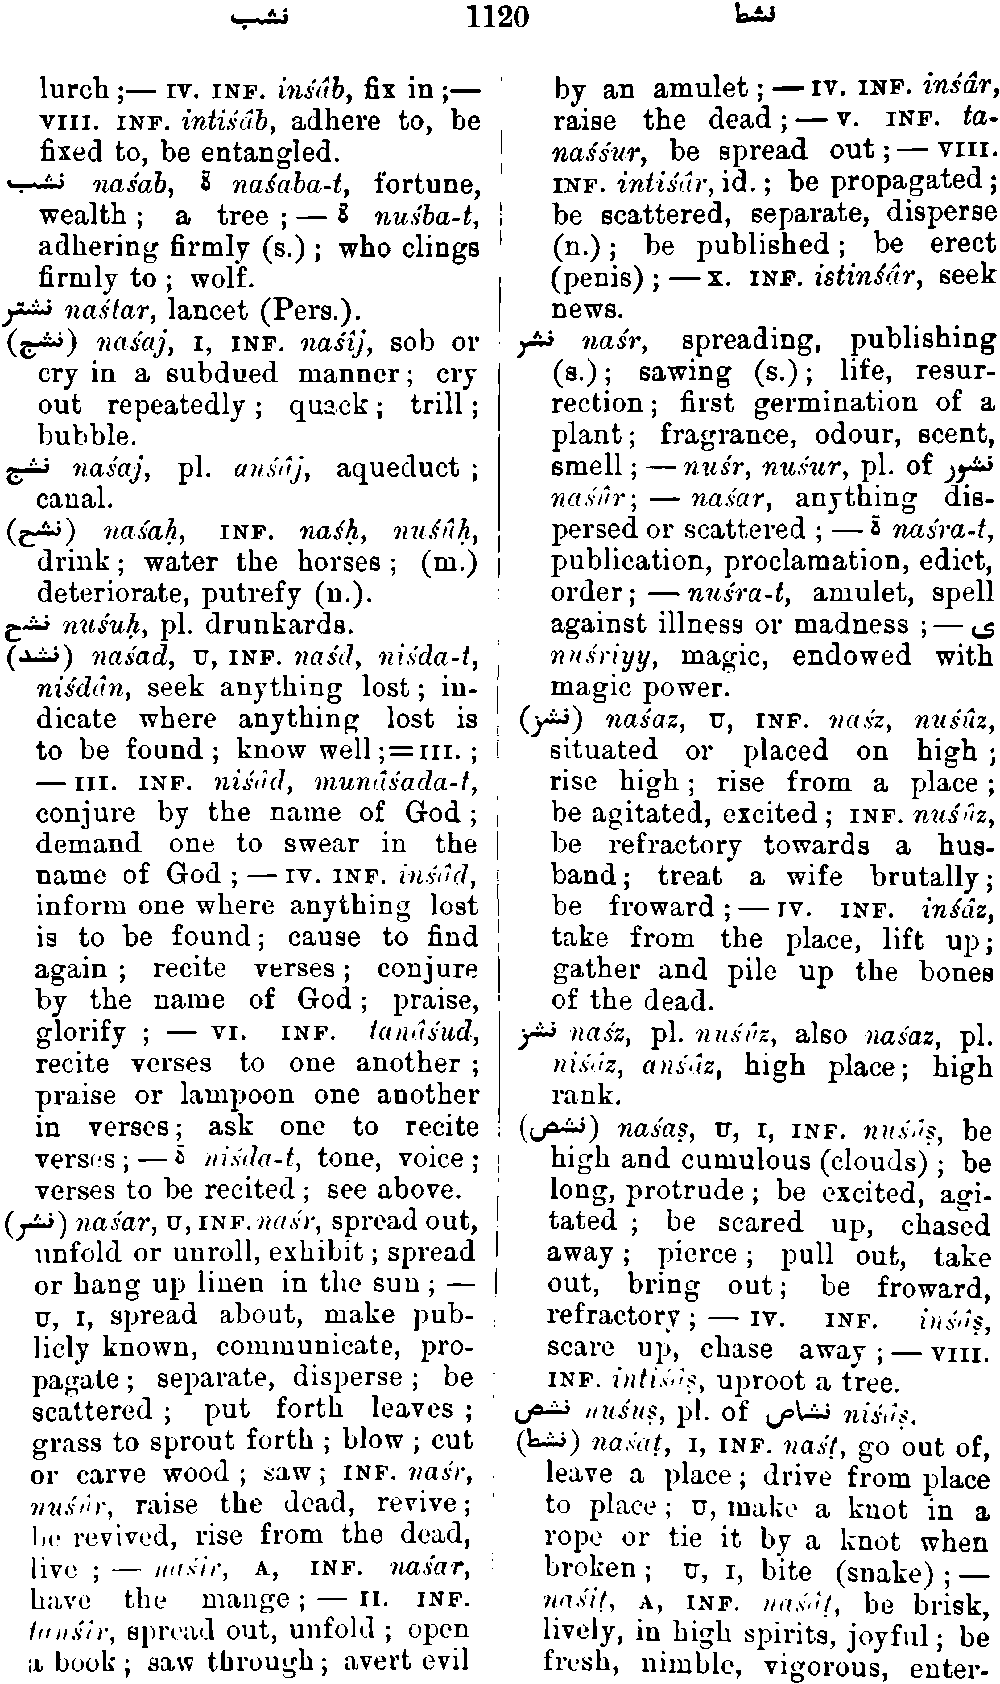 نشب 1120 نشط
lurch ;— IV. INF. inśâb, fix in ;—
VIII. INF. intiśâb, adhere to, be
fixed to, be entangled.
نشب naśab, ة naśaba-t, fortune,
wealth ; a tree ; — ة nuśba-t,
adhering firmly (s.) ; who clings
firmly to ; wolf.
نشتر naśtar, lancet (Pers.).
(نشج) naśaj, I, INF. naśîj, sob or
cry in a subdued manner ; cry
out repeatedly ; quack ; trill ;
bubble.
نشج naśaj, pl. anśâj, aqueduct ;
canal.
(نشح) naśaḥ, INF. naśḥ, nuśûḥ,
drink ; water the horses ; (m.)
deteriorate, putrefy (n.).
نشح nuśuḥ, pl. drunkards.
(نشد) naśad, U, INF. naśd, niśda-t,
niśdân, seek anything lost ; in-
dicate where anything lost is
to be found ; know well ;=III. ;
— III. INF. niśâd, munâśada-t,
conjure by the name of God ;
demand one to swear in the
name of God ; — IV. INF. inśâd,
inform one where anything lost
is to be found ; cause to find
again ; recite verses ; conjure
by the name of God ; praise,
glorify ; — VI. INF. tanâśud,
recite verses to one another ;
praise or lampoon one another
in verses ; ask one to recite
verses ; — ة niśda-t, tone, voice ;
verses to be recited ; see above.
(نشر) naśar, U, INF. naśr, spread out,
unfold or unroll, exhibit ; spread
or hang up linen in the sun ; —
U, I, spread about, make pub-
licly known, communicate, pro-
pagate ; separate, disperse ; be
scattered ; put forth leaves ;
grass to sprout forth ; blow ; cut
or carve wood ; saw ; INF. naśr,
nuśûr, raise the dead, revive ;
be revived, rise from the dead,
live ; — naśir, A, INF. naśar,
have the mange ; — II. INF.
tanśîr, spread out, unfold ; open
a book ; saw through ; avert evil
by an amulet ; — IV. INF. inśâr,
raise the dead ; — V. INF. ta-
naśśur, be spread out ; — VIII.
INF. intiśâr, id. ; be propagated ;
be scattered, separate, disperse
(n.) ; be published ; be erect
(penis) ; — X. INF. istinśâr, seek
news.
نشر naśr, spreading, publishing
(s.) ; sawing (s.) ; life, resur-
rection ; first germination of a
plant ; fragrance, odour, scent,
smell ; — nuśr, nuśur, pl. of نشور
naśûr ; — naśar, anything dis-
persed or scattered ; — ة naśra-t,
publication, proclamation, edict,
order ; — nuśra-t, amulet, spell
against illness or madness ; — ى
nuśriyy, magic, endowed with
magic power.
(نشز) naśaz, U, INF. naśz, nuśûz,
situated or placed on high ;
rise high ; rise from a place ;
be agitated, excited ; INF. nuśûz,
be refractory towards a hus-
band ; treat a wife brutally ;
be froward ; — IV. INF. inśâz,
take from the place, lift up ;
gather and pile up the bones
of the dead.
نشز naśz, pl. nuśûz, also naśaz, pl.
niśâz, anśâz, high place ; high
rank.
(نشص) naśaṣ, U, I, INF. nuśûṣ, be
high and cumulous (clouds) ; be
long, protrude ; be excited, agi-
tated ; be scared up, chased
away ; pierce ; pull out, take
out, bring out ; be froward,
refractory ; — IV. INF. inśâṣ,
scare up, chase away ; — VIII.
INF. intiśâṣ, uproot a tree.
نشص nuśuṣ, pl. of نشاص niśâṣ.
(نشط) naśaṭ, I, INF. naśṭ, go out of,
leave a place ; drive from place
to place ; U, make a knot in a
rope or tie it by a knot when
broken ; U, I, bite (snake) ; —
naśiṭ, A, INF. naśâṭ, be brisk,
lively, in high spirits, joyful ; be
fresh, nimble, vigorous, enter-